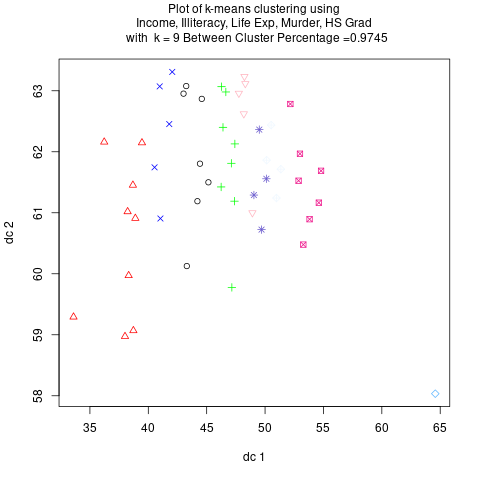 Plot of k-means clustering using
Income, Illiteracy, Life Exp, Murder, HS Grad
with k = 9 Between Cluster Percentage =0.9745
63
62
61
60
59
58
dc 2
35 40 45 50 55 60 65
dc 1